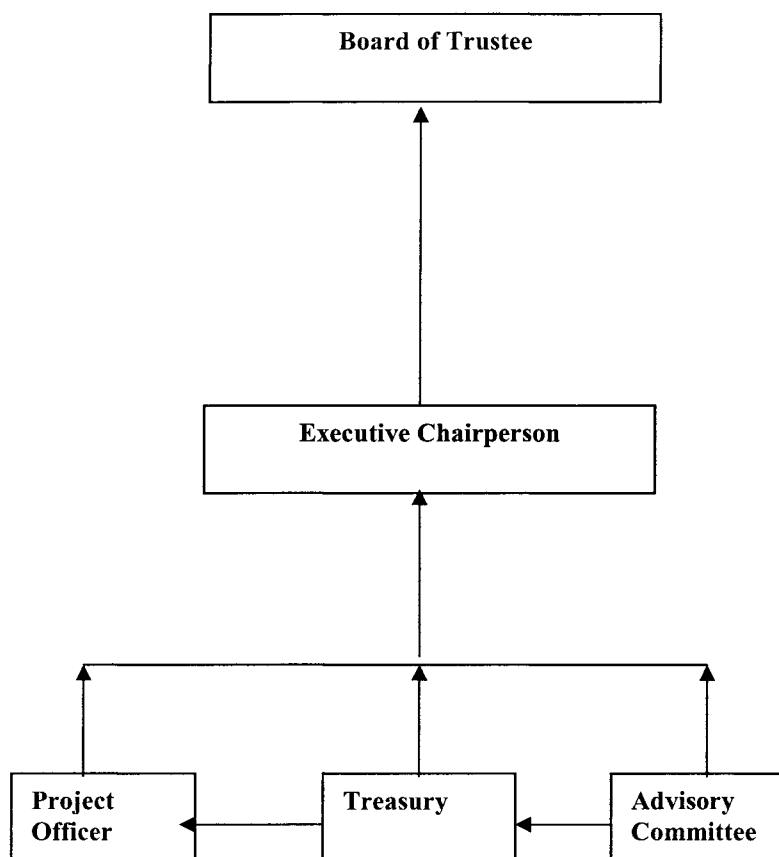 Board of Trustee
Executive Chairperson
Project
Officer
Treasury
Advisory
Committee